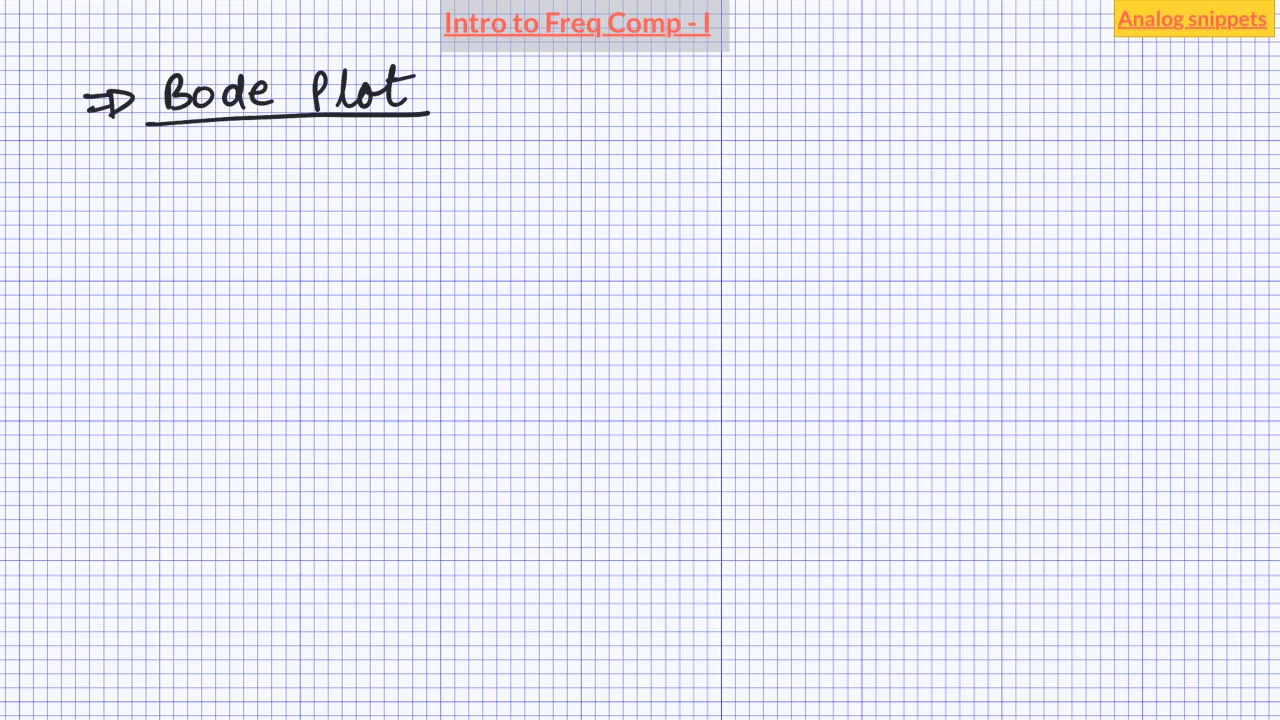 Intro to Freq Comp - I
Analog snippets
⇒ Bode Plot